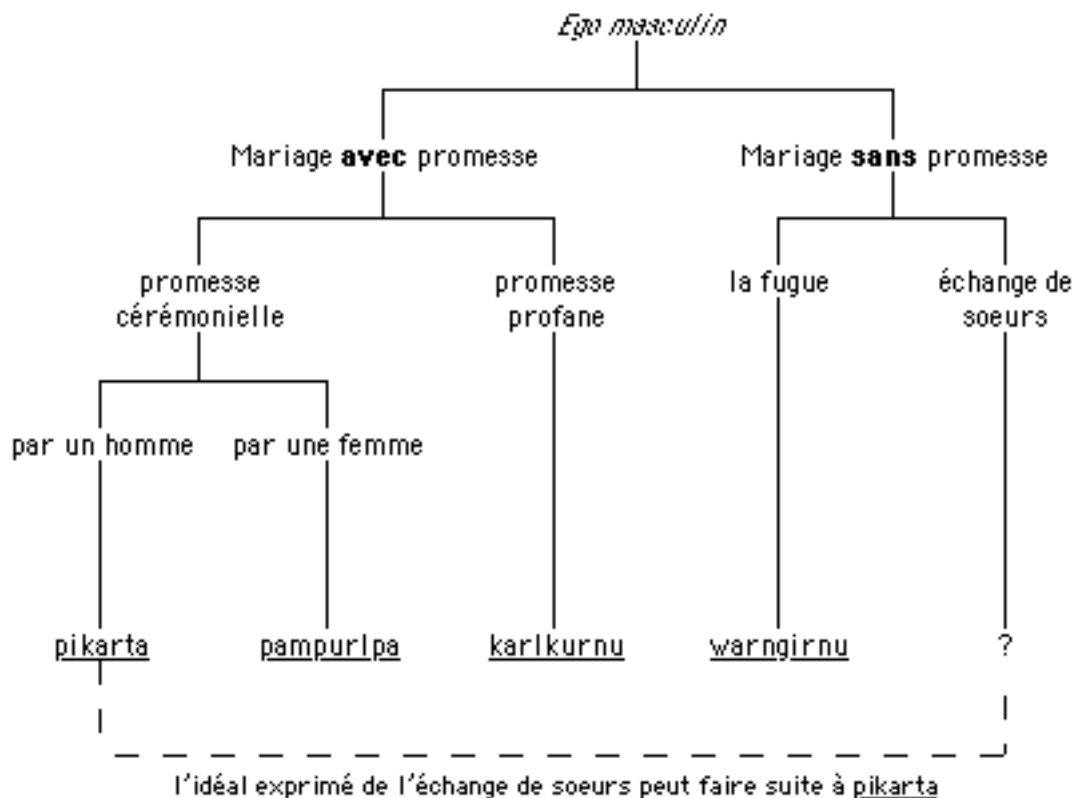 Ego masculin
Mariage avec promesse
Mariage sans promesse
promesse
cérémonielle
promesse
profane
la fugue
échange de
soeurs
par un homme
par une femme
pikarta
pampurlpa
karlkurnu
warngirnu
?
l'idéal exprimé de l'échange de soeurs peut faire suite à pikarta